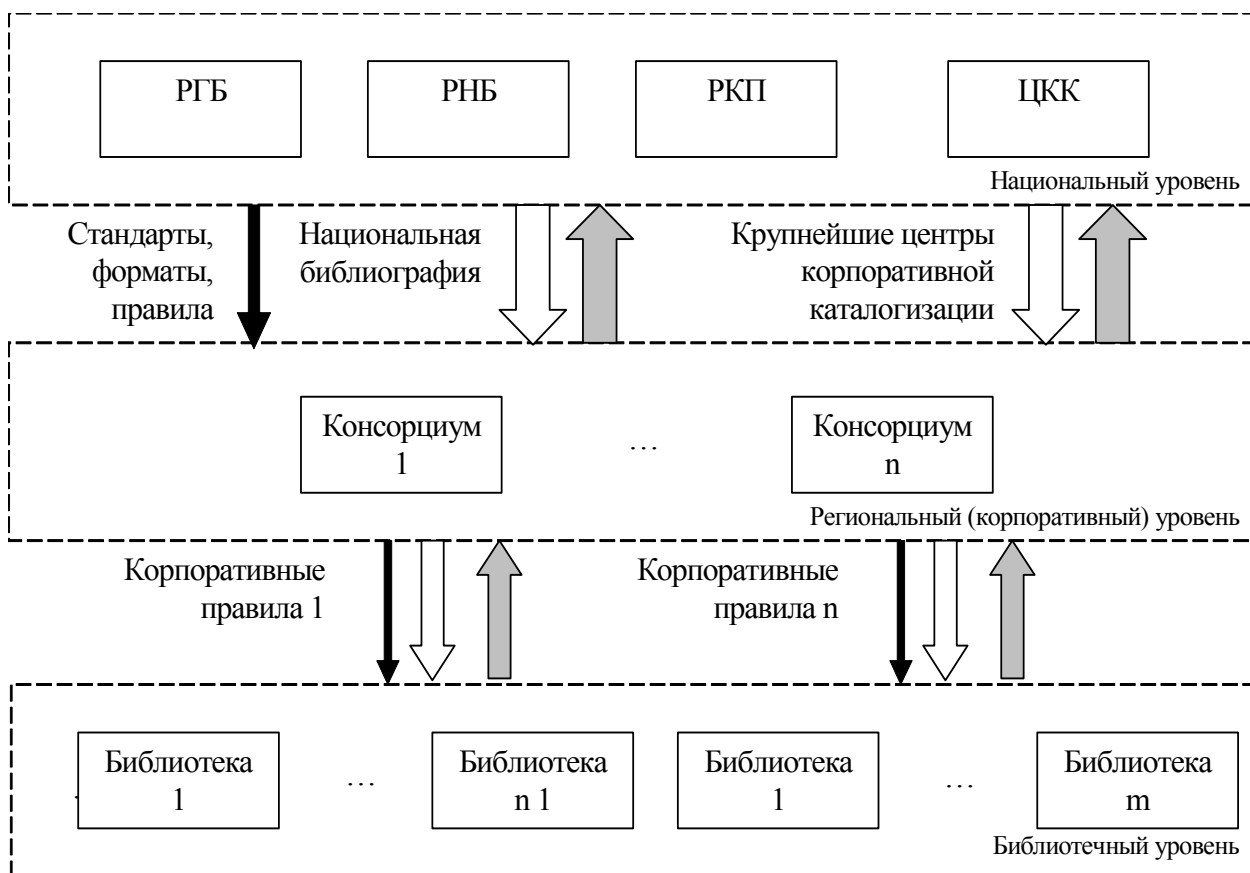 РГБ
РНБ
РКП
ЦКК
Национальный уровень
Стандарты,
форматы,
правила
Национальная
библиография
Крупнейшие центры
корпоративной
каталогизации
Консорциум
1
…
Консорциум
n
Региональный (корпоративный) уровень
Корпоративные
правила 1
Корпоративные
правила n
Библиотека
1
…
Библиотека
n 1
Библиотека
1
…
Библиотека
m
Библиотечный уровень